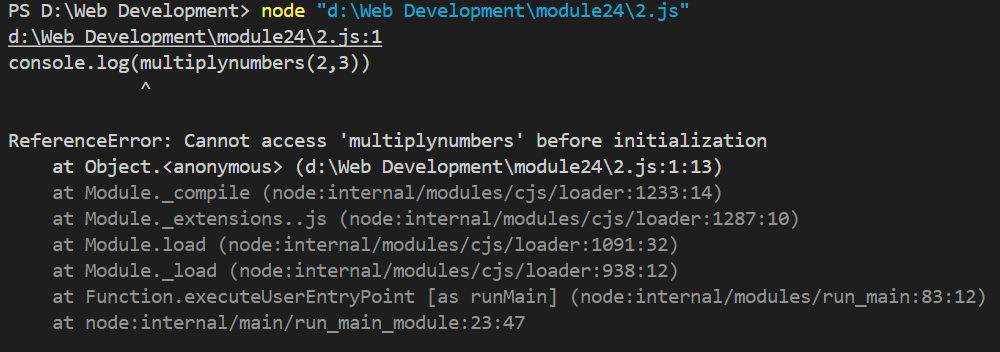 PS D:\Web Development> node "d:\Web Development\module24\2.js"
d:\Web Development\module24\2.js:1
console.log(multiplynumbers(2,3))
            ^
ReferenceError: Cannot access 'multiplynumbers' before initialization
    at Object.<anonymous> (d:\Web Development\module24\2.js:1:13)
    at Module._compile (node:internal/modules/cjs/loader:1233:14)
    at Module._extensions..js (node:internal/modules/cjs/loader:1287:10)
    at Module.load (node:internal/modules/cjs/loader:1091:32)
    at Module._load (node:internal/modules/cjs/loader:938:12)
    at Function.executeUserEntryPoint [as runMain] (node:internal/modules/run_main:83:12)
    at node:internal/main/run_main_module:23:47